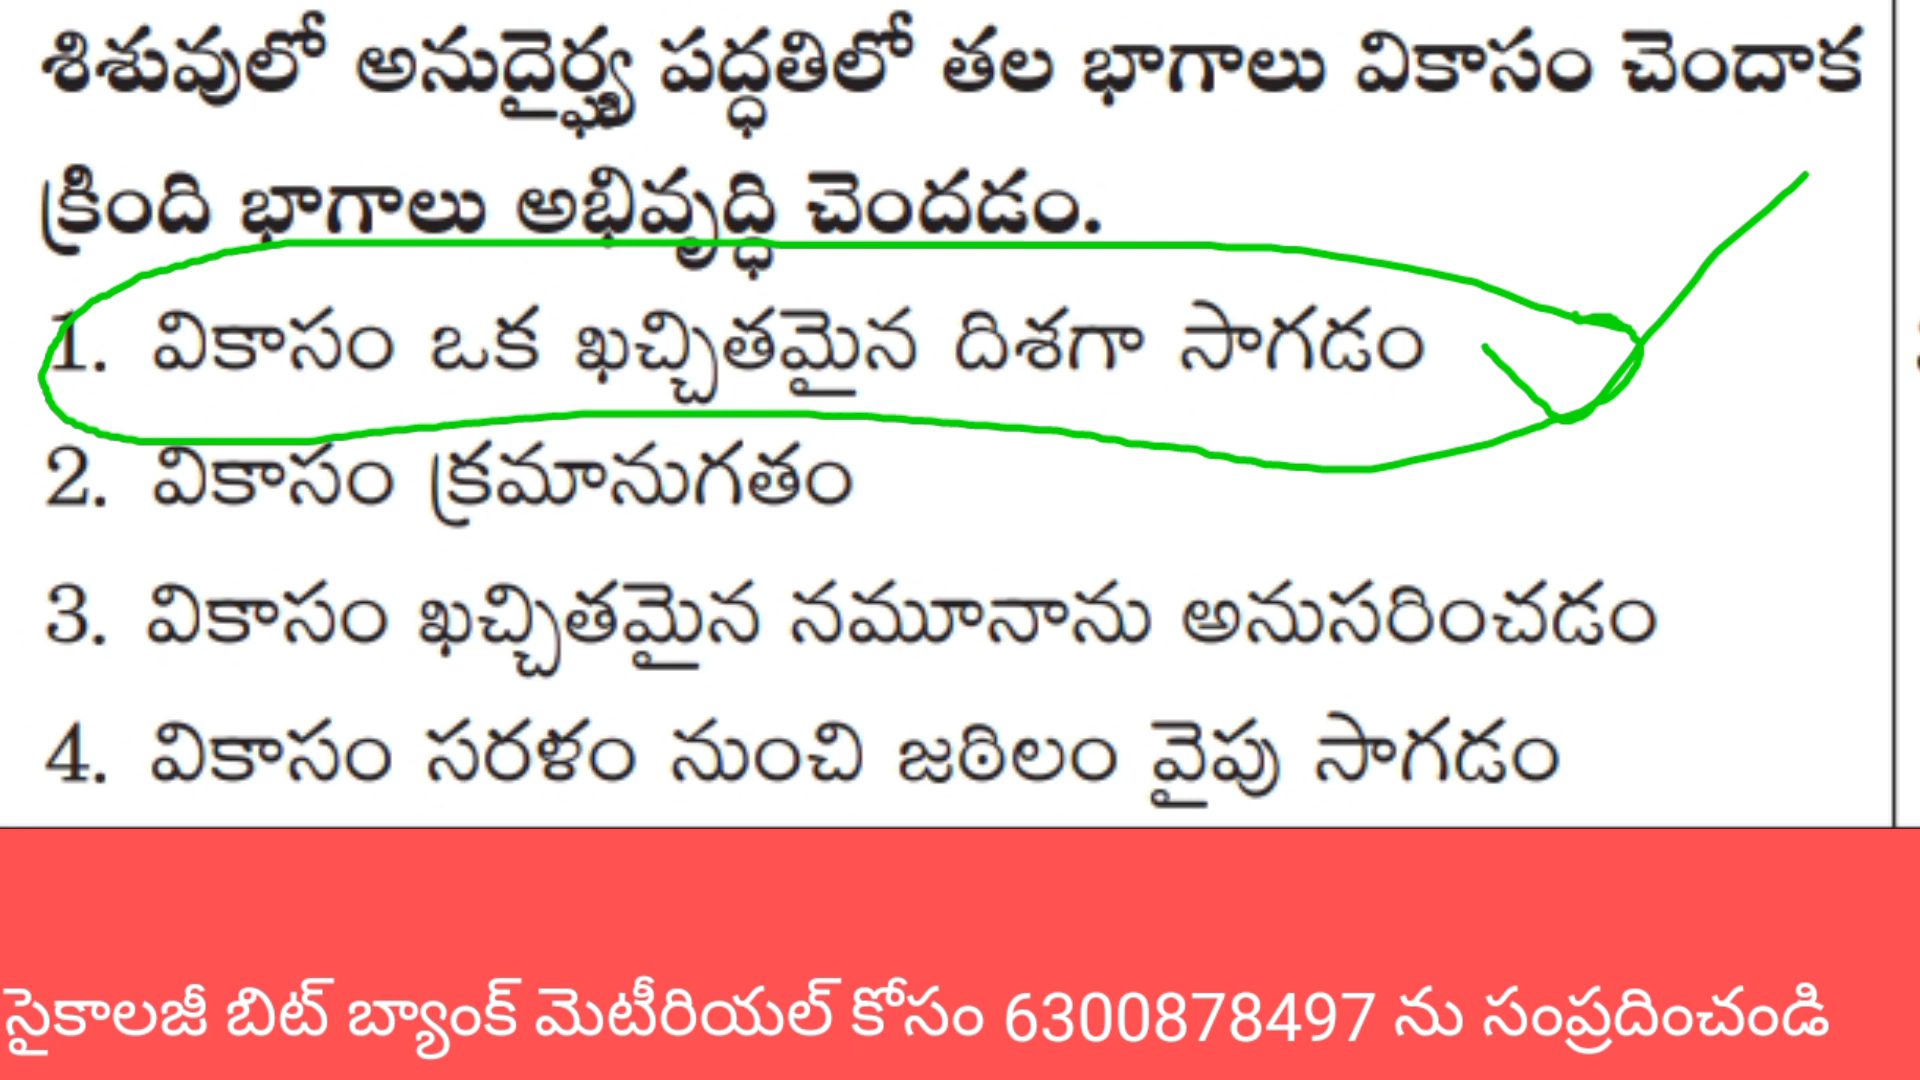 శిశువులో అనుదైర్ఘ్య పద్ధతిలో తల భాగాలు వికాసం చెందాక
క్రింది భాగాలు అభివృద్ధి చెందడం.
1. వికాసం ఒక ఖచ్చితమైన దిశగా సాగడం
2. వికాసం క్రమానుగతం
3. వికాసం ఖచ్చితమైన నమూనాను అనుసరించడం
4. వికాసం సరళం నుంచి జఠిలం వైపు సాగడం
సైకాలజీ బిట్ బ్యాంక్ మెటీరియల్ కోసం 6300878497 ను సంప్రదించండి